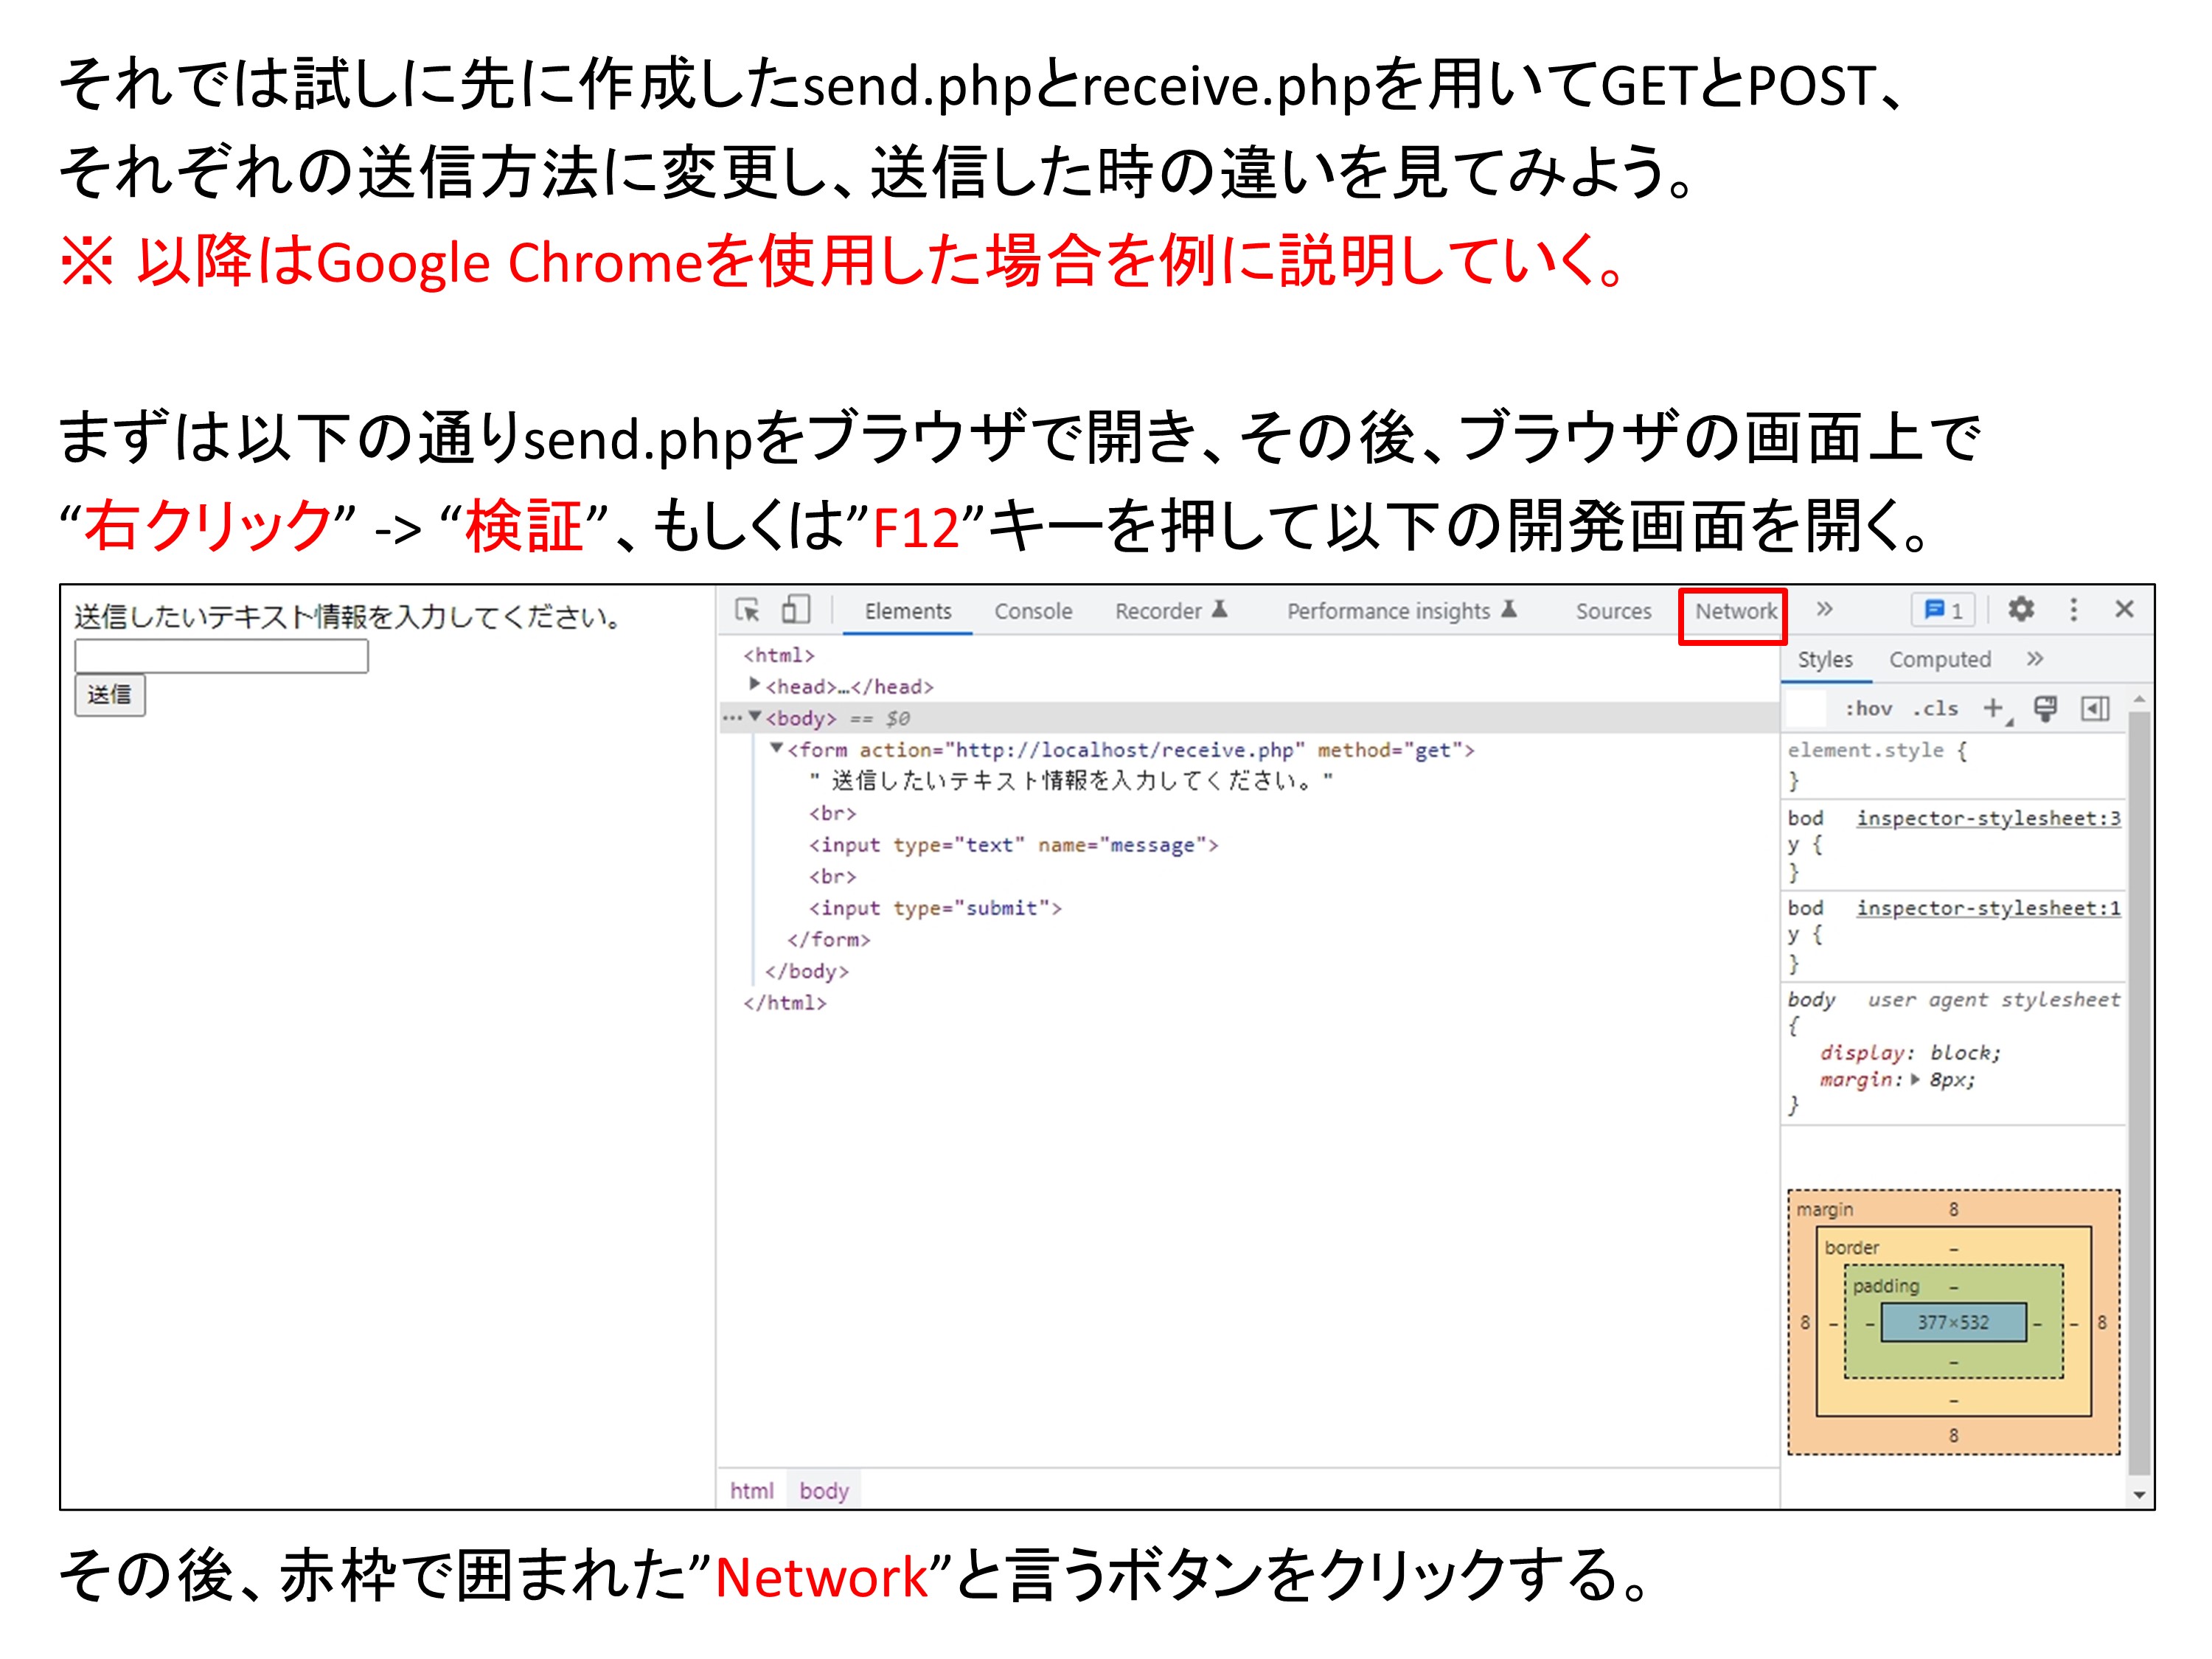 それでは試しに先に作成したsend.phpとreceive.phpを用いてGETとPOST、
それぞれの送信方法に変更し、送信した時の違いを見てみよう。
※ 以降はGoogle Chromeを使用した場合を例に説明していく。
まずは以下の通りsend.phpをブラウザで開き、その後、ブラウザの画面上で
“右クリック” -> “検証”、もしくは”F12”キーを押して以下の開発画面を開く。
送信したいテキスト情報を入力してください。
送信
Elements Console Recorder Performance insights Sources Network » 1
<html>
<head>…</head>
… <body> == $0
<form action="http://localhost/receive.php" method="get">
" 送信したいテキスト情報を入力してください。"
<br>
<input type="text" name="message">
<br>
<input type="submit">
</form>
</body>
</html>
html body
Styles Computed »
:hov .cls +
element.style {
}
bod inspector-stylesheet:3
y {
}
bod inspector-stylesheet:1
y {
}
body user agent stylesheet
{
display: block;
margin: 8px;
}
margin 8
border –
padding –
8 – – 377×532 – – 8
–
–
8
その後、赤枠で囲まれた”Network”と言うボタンをクリックする。